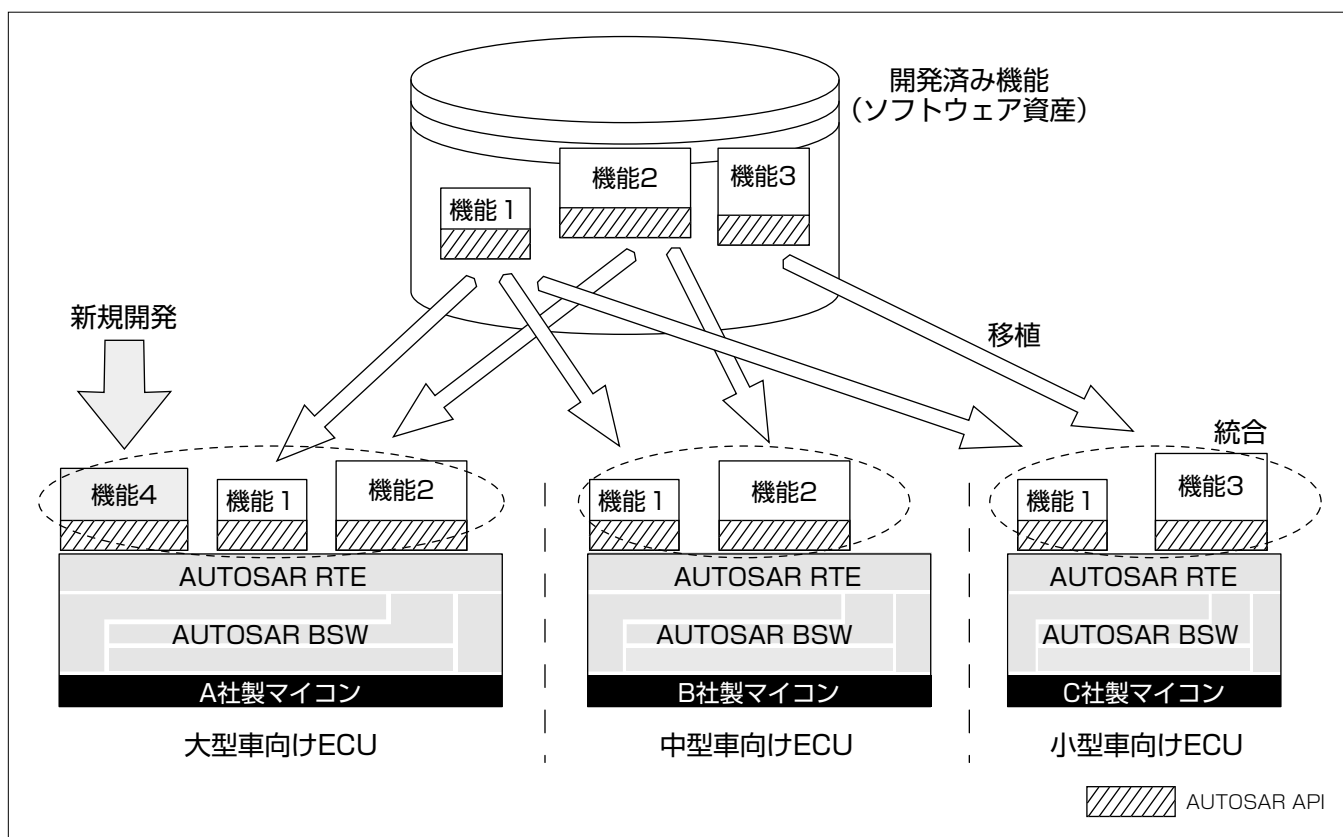 開発済み機能
（ソフトウェア資産）
機能1
機能2
機能3
新規開発
移植
統合
機能4
機能1
機能2
機能1
機能2
機能1
機能3
AUTOSAR RTE
AUTOSAR RTE
AUTOSAR RTE
AUTOSAR BSW
AUTOSAR BSW
AUTOSAR BSW
A社製マイコン
B社製マイコン
C社製マイコン
大型車向けECU
中型車向けECU
小型車向けECU
AUTOSAR API